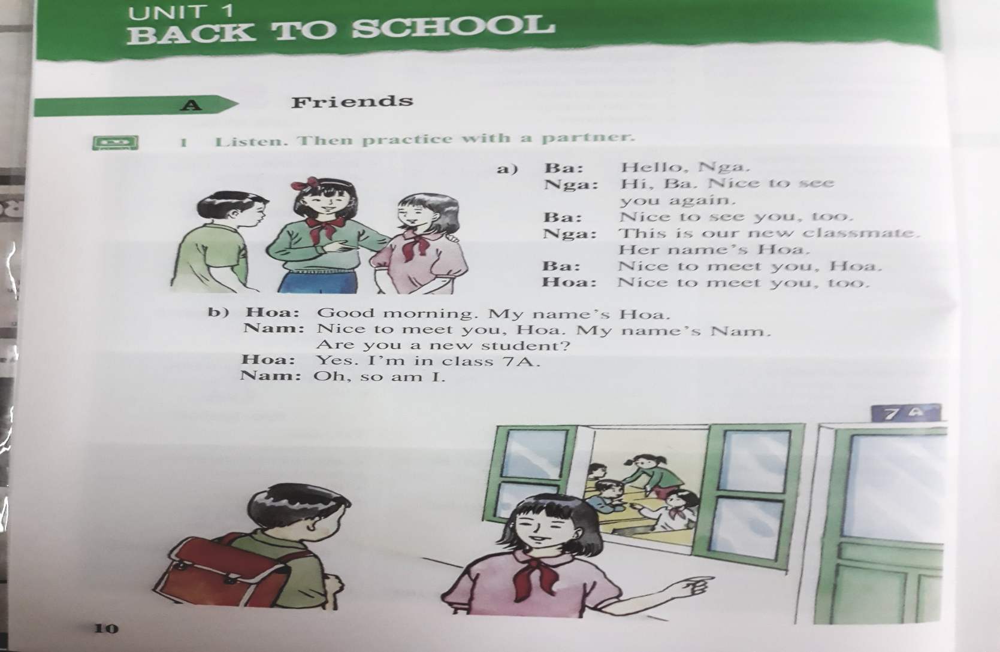 UNIT 1
BACK TO SCHOOL
A Friends
1 Listen. Then practice with a partner.
a) Ba: Hello, Nga.
Nga: Hi, Ba. Nice to see
you again.
Ba: Nice to see you, too.
Nga: This is our new classmate.
Her name's Hoa.
Ba: Nice to meet you, Hoa.
Hoa: Nice to meet you, too.
b) Hoa: Good morning. My name's Hoa.
Nam: Nice to meet you, Hoa. My name's Nam.
Are you a new student?
Hoa: Yes. I'm in class 7A.
Nam: Oh, so am I.
7A
10